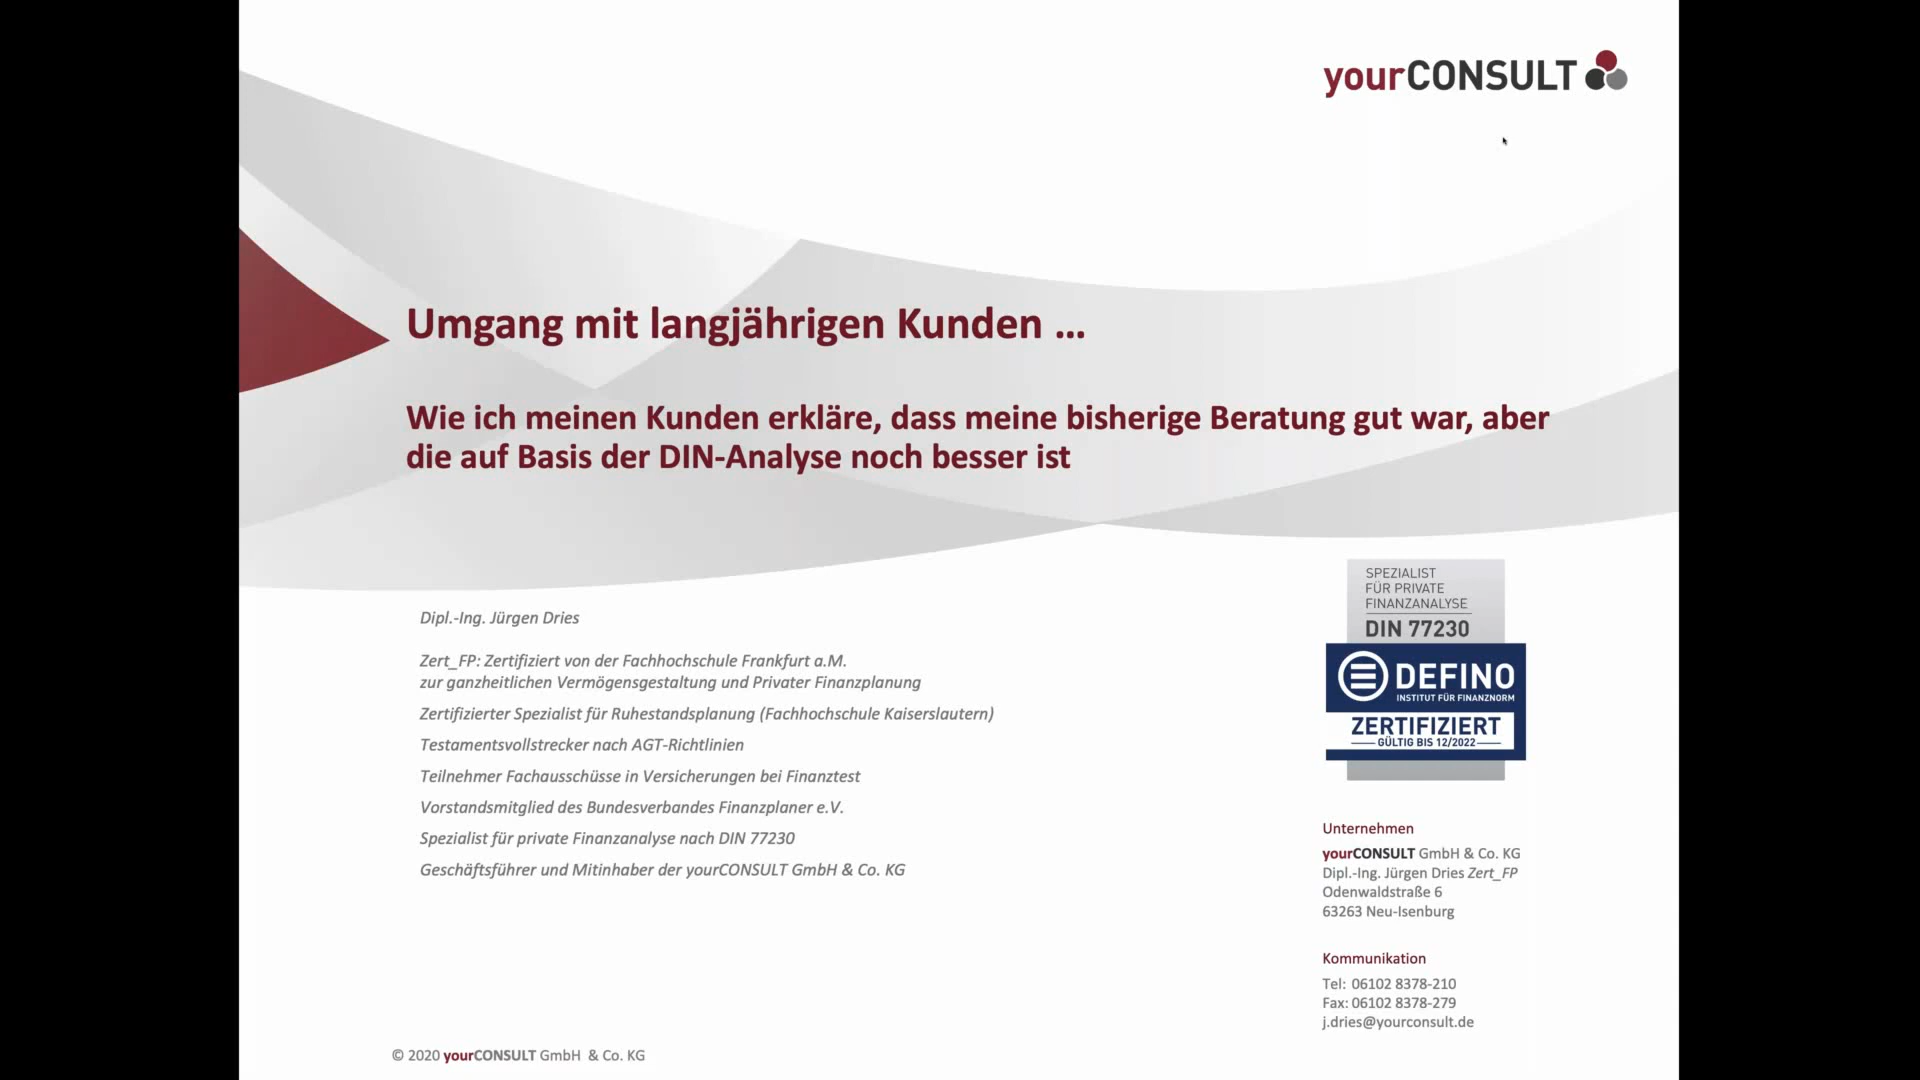 yourCONSULT
Umgang mit langjährigen Kunden ...
Wie ich meinen Kunden erkläre, dass meine bisherige Beratung gut war, aber
die auf Basis der DIN-Analyse noch besser ist
Dipl.-Ing. Jürgen Dries
Zert_FP: Zertifiziert von der Fachhochschule Frankfurt a.M.
zur ganzheitlichen Vermögensgestaltung und Privater Finanzplanung
Zertifizierter Spezialist für Ruhestandsplanung (Fachhochschule Kaiserslautern)
Testamentsvollstrecker nach AGT-Richtlinien
Teilnehmer Fachausschüsse in Versicherungen bei Finanztest
Vorstandsmitglied des Bundesverbandes Finanzplaner e.V.
Spezialist für private Finanzanalyse nach DIN 77230
Geschäftsführer und Mitinhaber der yourCONSULT GmbH & Co. KG
SPEZIALIST
FÜR PRIVATE
FINANZANALYSE
DIN 77230
DEFINO
INSTITUT FÜR FINANZNORM
ZERTIFIZIERT
GÜLTIG BIS 12/2022
Unternehmen
yourCONSULT GmbH & Co. KG
Dipl.-Ing. Jürgen Dries Zert_FP
Odenwaldstraße 6
63263 Neu-Isenburg
Kommunikation
Tel: 06102 8378-210
Fax: 06102 8378-279
j.dries@yourconsult.de
© 2020 yourCONSULT GmbH & Co. KG